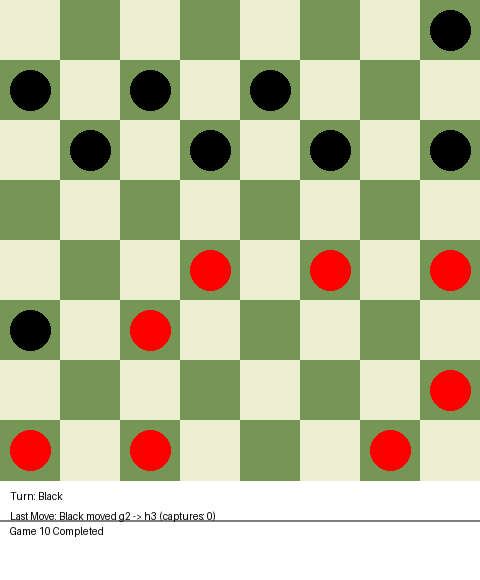 Turn: Black
Last Move: Black moved g2 -> h3 (captures: 0)
Game 10 Completed